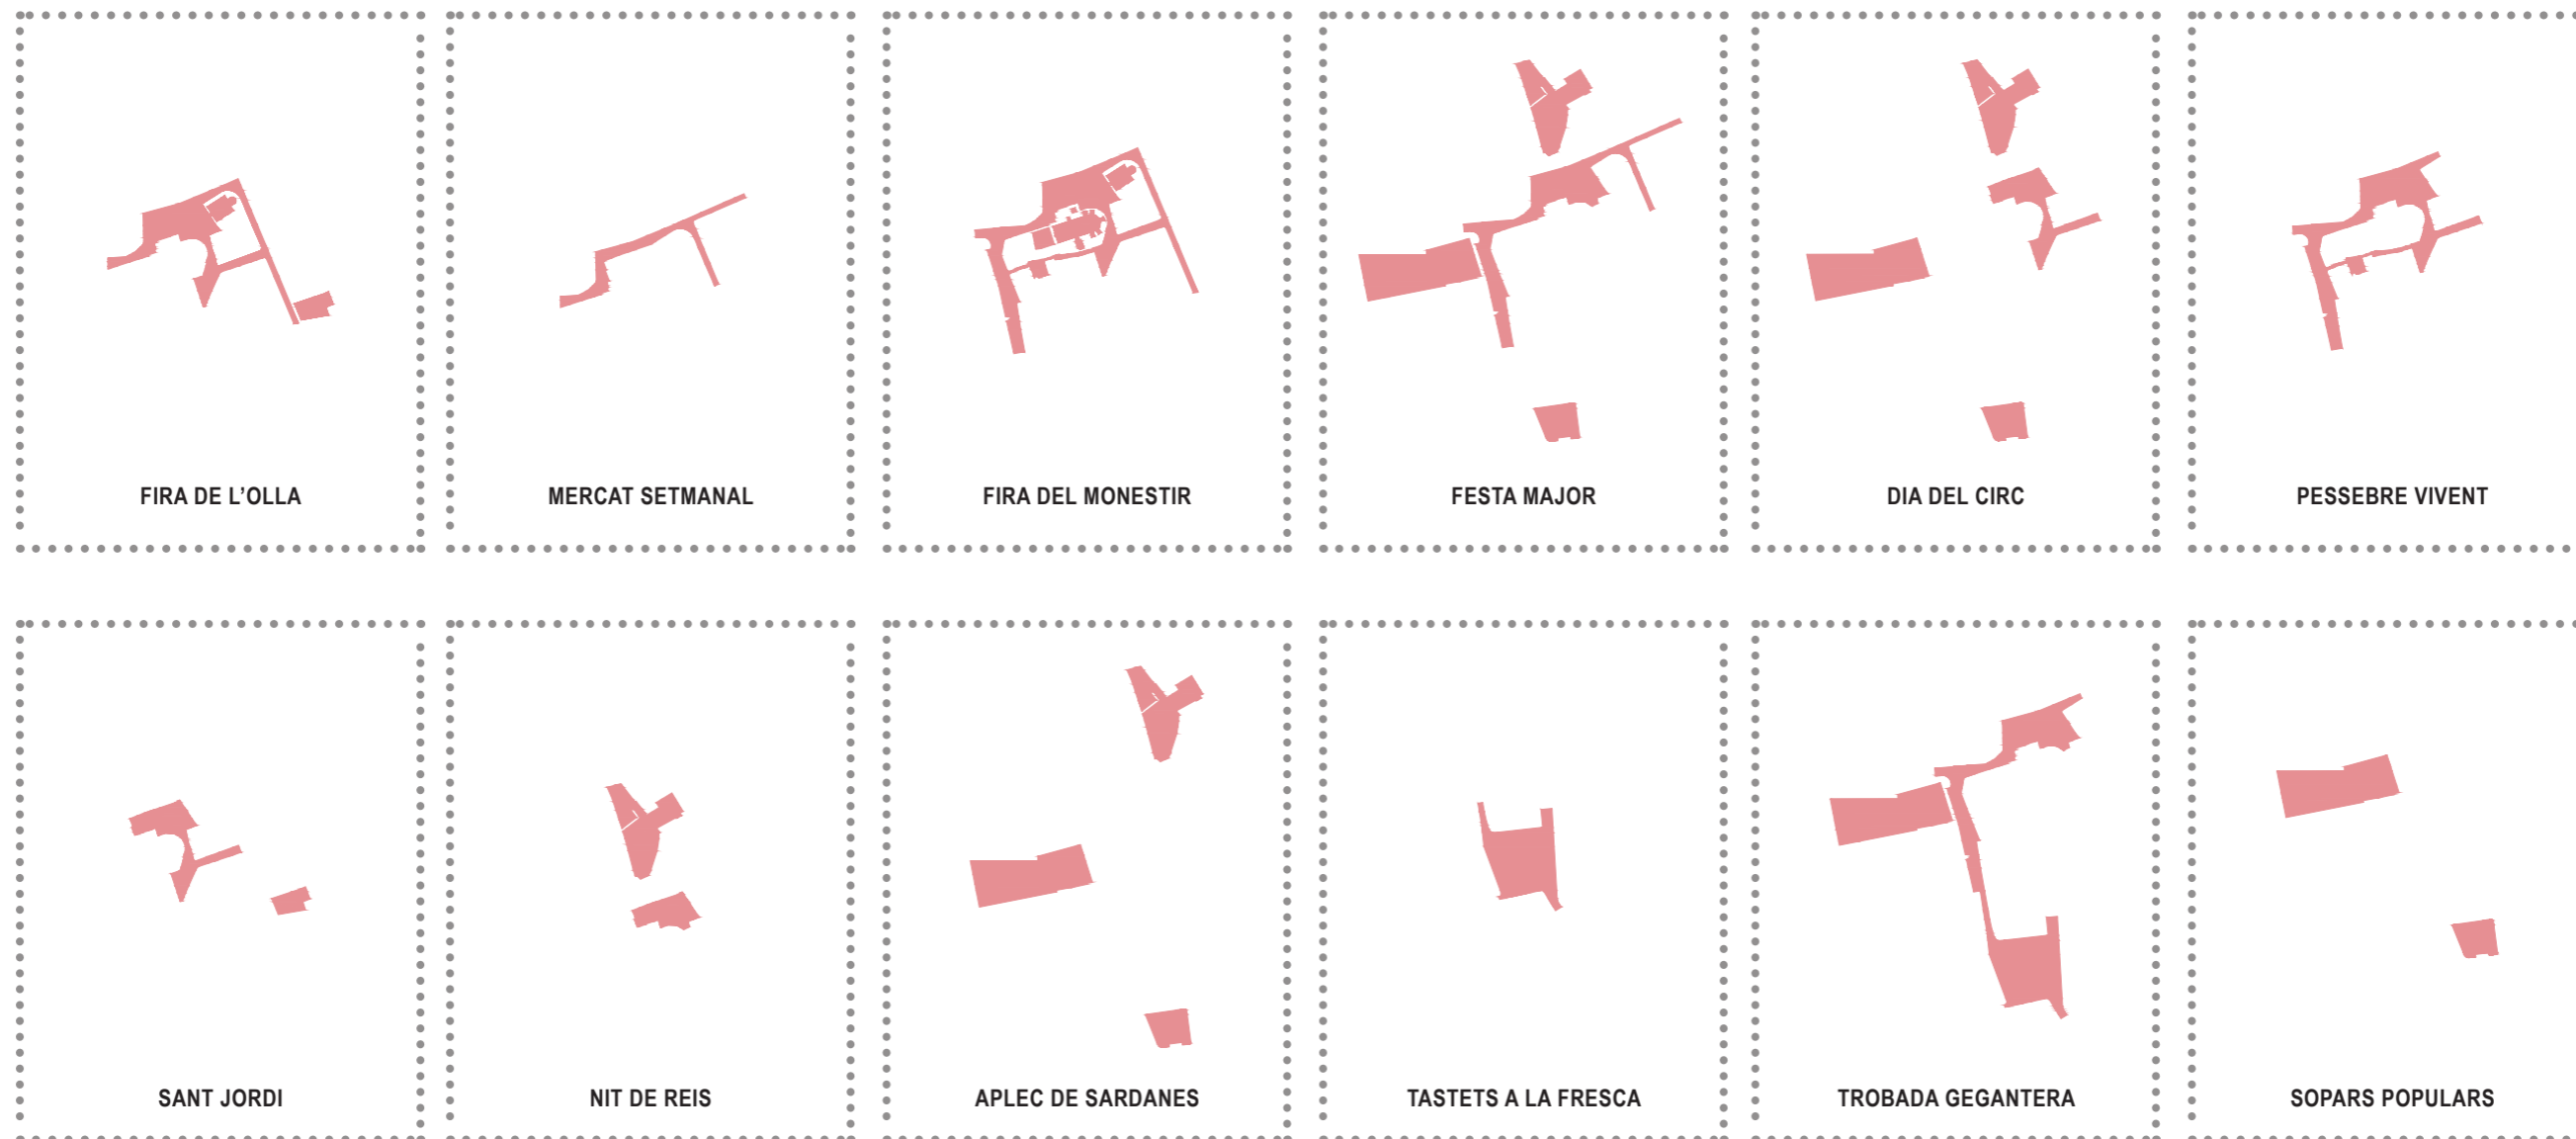 FIRA DE L’OLLA
MERCAT SETMANAL
FIRA DEL MONESTIR
FESTA MAJOR
DIA DEL CIRC
PESSEBRE VIVENT
SANT JORDI
NIT DE REIS
APLEC DE SARDANES
TASTETS A LA FRESCA
TROBADA GEGANTERA
SOPARS POPULARS